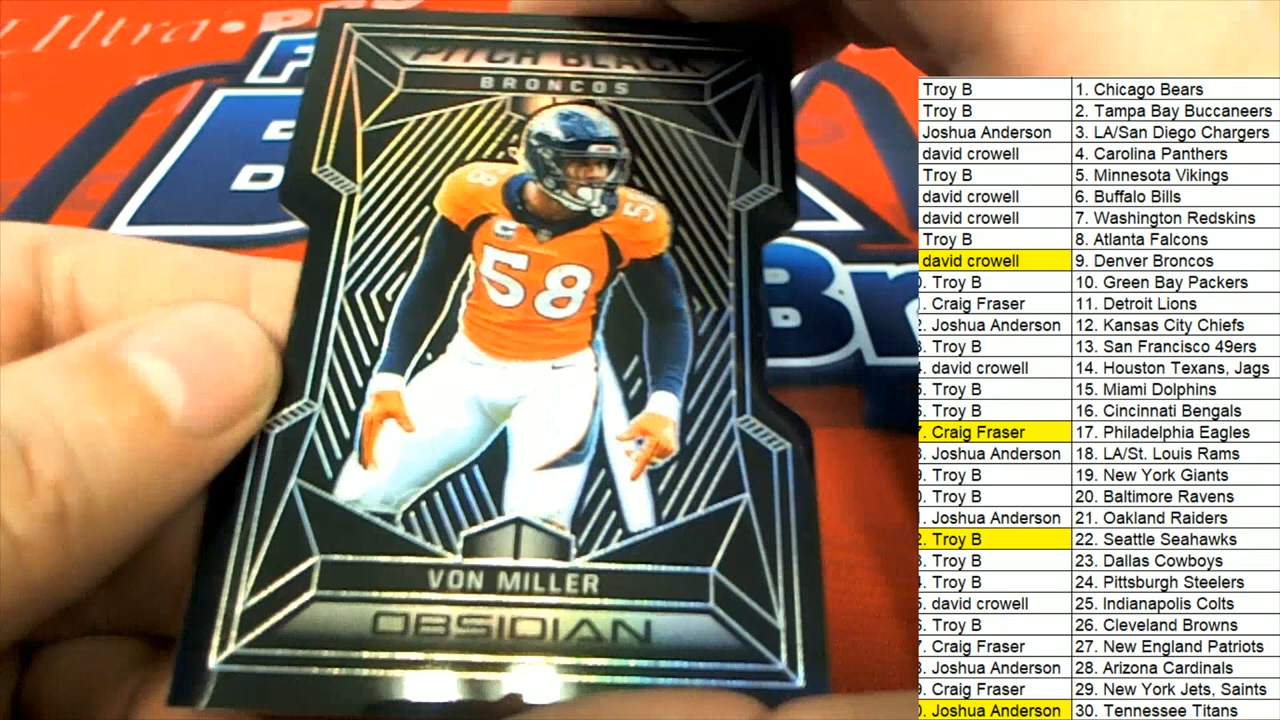 Ultra•PRO
PITCH BLACK
BRONCOS
58
58
C
58
VON MILLER
OBSIDIAN
Br
Troy B 1. Chicago Bears
Troy B 2. Tampa Bay Buccaneers
Joshua Anderson 3. LA/San Diego Chargers
david crowell 4. Carolina Panthers
Troy B 5. Minnesota Vikings
david crowell 6. Buffalo Bills
david crowell 7. Washington Redskins
Troy B 8. Atlanta Falcons
david crowell 9. Denver Broncos
. Troy B 10. Green Bay Packers
. Craig Fraser 11. Detroit Lions
2. Joshua Anderson 12. Kansas City Chiefs
. Troy B 13. San Francisco 49ers
. david crowell 14. Houston Texans, Jags
. Troy B 15. Miami Dolphins
. Troy B 16. Cincinnati Bengals
. Craig Fraser 17. Philadelphia Eagles
. Joshua Anderson 18. LA/St. Louis Rams
. Troy B 19. New York Giants
. Troy B 20. Baltimore Ravens
. Joshua Anderson 21. Oakland Raiders
2. Troy B 22. Seattle Seahawks
. Troy B 23. Dallas Cowboys
. Troy B 24. Pittsburgh Steelers
. david crowell 25. Indianapolis Colts
. Troy B 26. Cleveland Browns
. Craig Fraser 27. New England Patriots
. Joshua Anderson 28. Arizona Cardinals
. Craig Fraser 29. New York Jets, Saints
. Joshua Anderson 30. Tennessee Titans